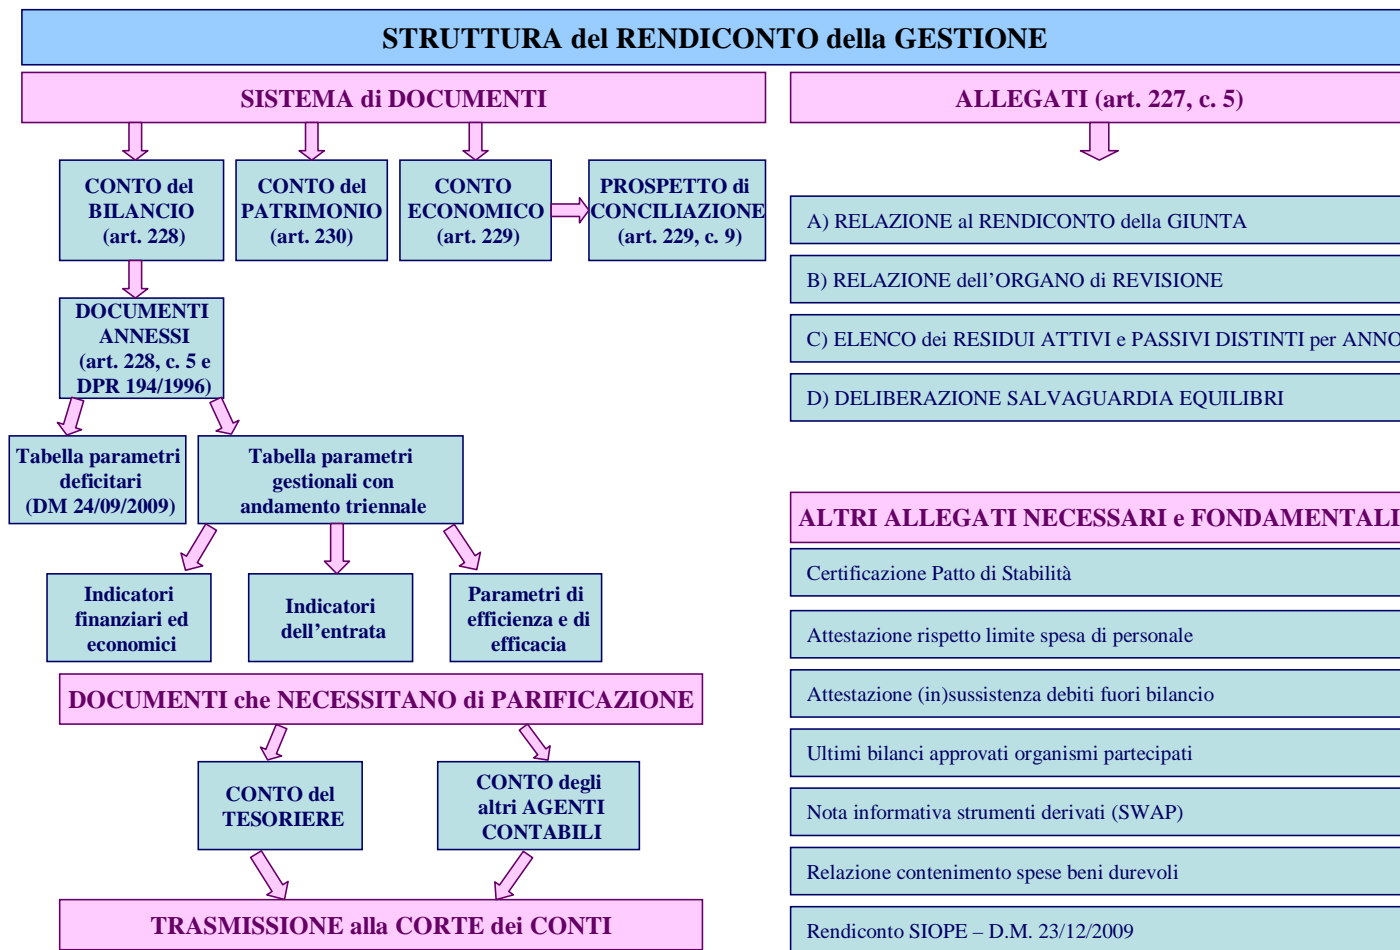 STRUTTURA del RENDICONTO della GESTIONE
SISTEMA di DOCUMENTI
CONTO del
BILANCIO
(art. 228)
CONTO del
PATRIMONIO
(art. 230)
CONTO
ECONOMICO
(art. 229)
PROSPETTO di
CONCILIAZIONE
(art. 229, c. 9)
DOCUMENTI
ANNESSI
(art. 228, c. 5 e
DPR 194/1996)
Tabella parametri
deficitari
(DM 24/09/2009)
Tabella parametri
gestionali con
andamento triennale
Indicatori
finanziari ed
economici
Indicatori
dell’entrata
Parametri di
efficienza e di
efficacia
DOCUMENTI che NECESSITANO di PARIFICAZIONE
CONTO del
TESORIERE
CONTO degli
altri AGENTI
CONTABILI
TRASMISSIONE alla CORTE dei CONTI
ALLEGATI (art. 227, c. 5)
A) RELAZIONE al RENDICONTO della GIUNTA
B) RELAZIONE dell’ORGANO di REVISIONE
C) ELENCO dei RESIDUI ATTIVI e PASSIVI DISTINTI per ANNO
D) DELIBERAZIONE SALVAGUARDIA EQUILIBRI
ALTRI ALLEGATI NECESSARI e FONDAMENTALI
Certificazione Patto di Stabilità
Attestazione rispetto limite spesa di personale
Attestazione (in)sussistenza debiti fuori bilancio
Ultimi bilanci approvati organismi partecipati
Nota informativa strumenti derivati (SWAP)
Relazione contenimento spese beni durevoli
Rendiconto SIOPE – D.M. 23/12/2009